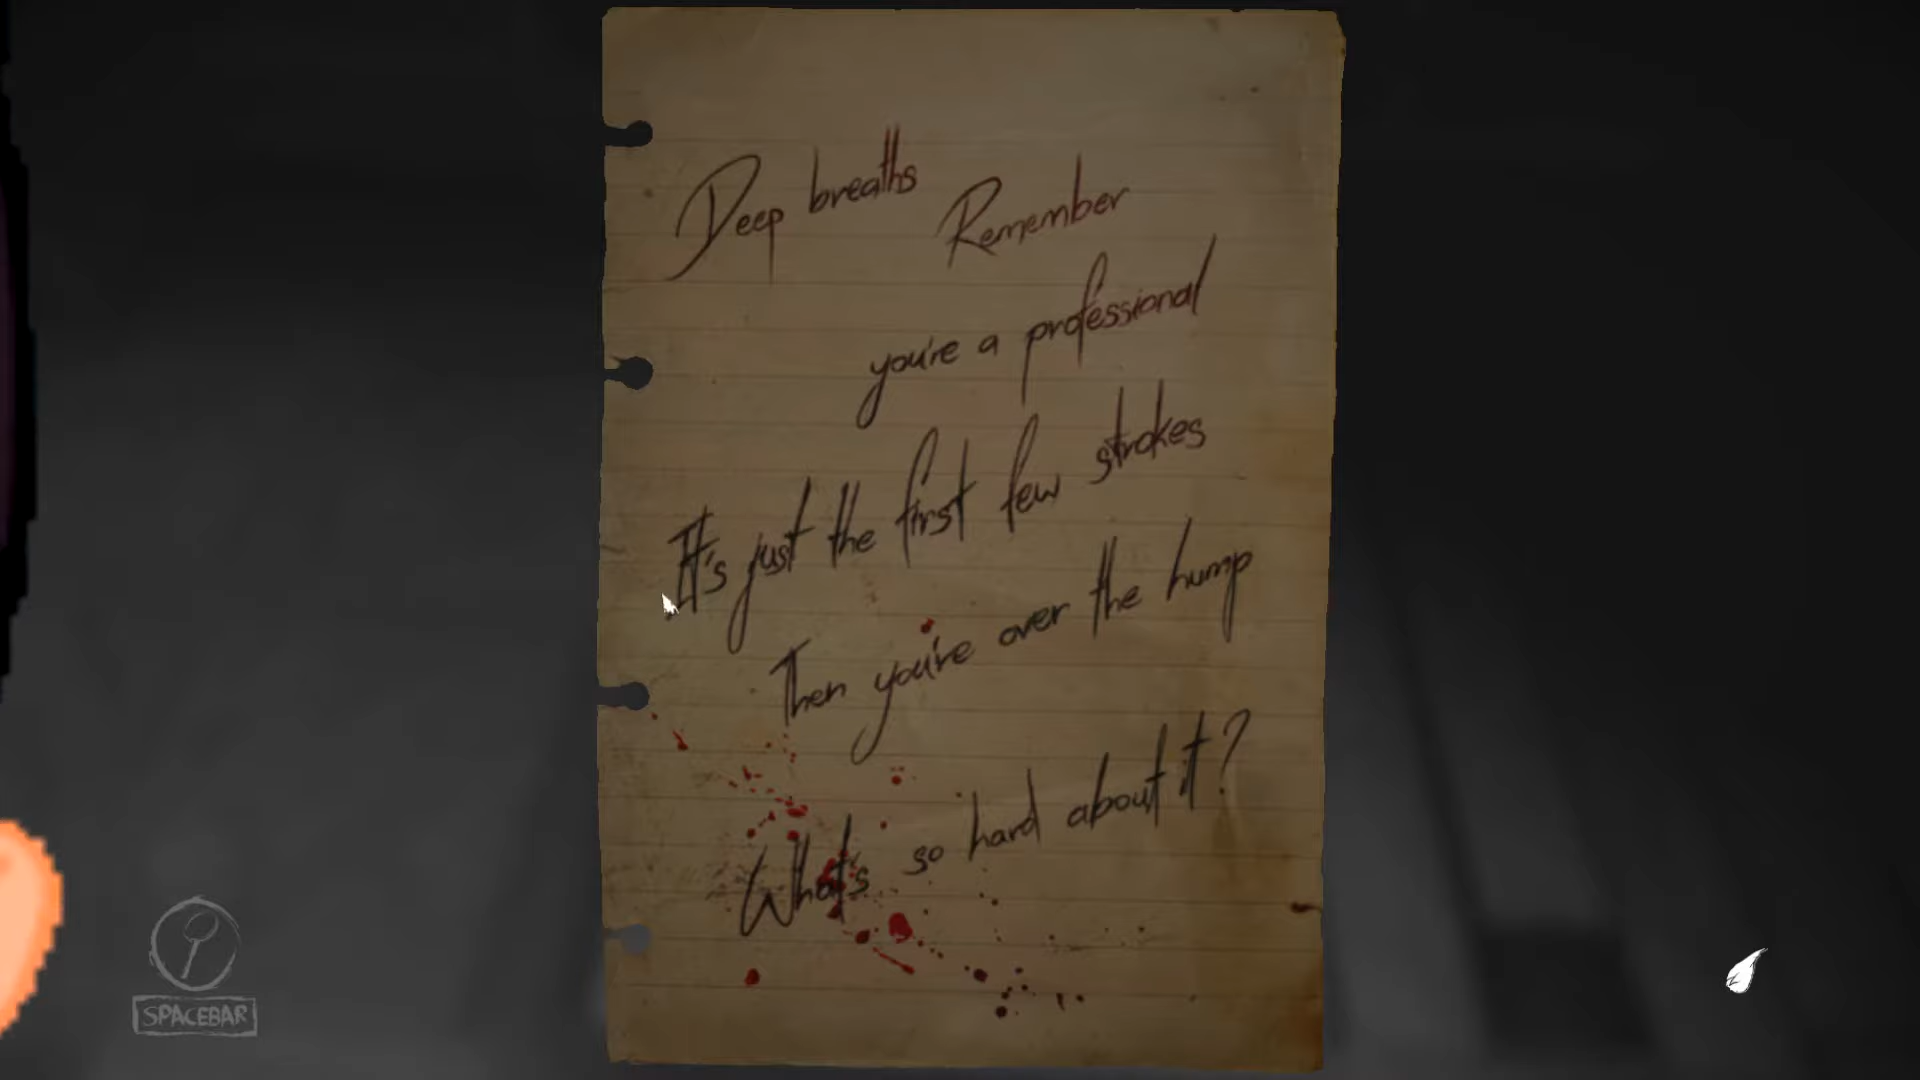 Deep breaths Remember
you're a professional
It's just the first few strokes
Then you're over the hump
What's so hard about it?
SPACEBAR